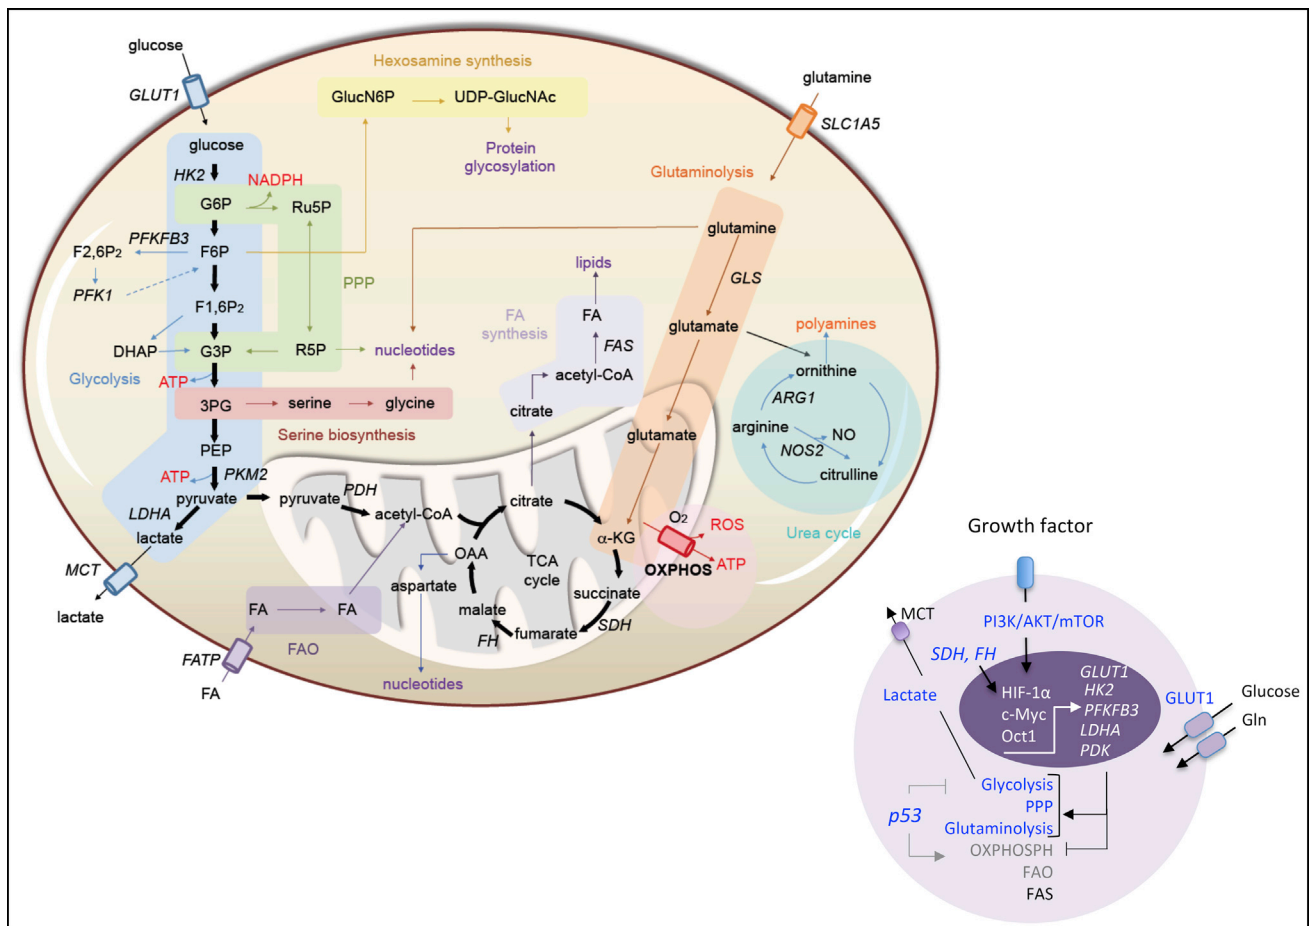 glucose
GLUT1
glucose
HK2
G6P
NADPH
Ru5P
PFKFB3
F2,6P2
F6P
PFK1
PPP
F1,6P2
DHAP
G3P
R5P
nucleotides
Glycolysis
ATP
3PG
serine
glycine
Serine biosynthesis
PEP
ATP
PKM2
pyruvate
LDHA
lactate
MCT
lactate
Hexosamine synthesis
GlucN6P
UDP-GlucNAc
Protein
glycosylation
glutamine
SLC1A5
Glutaminolysis
glutamine
GLS
glutamate
glutamate
α-KG
lipids
FA
FA
synthesis
FAS
acetyl-CoA
citrate
polyamines
ornithine
ARG1
arginine
NO
NOS2
citrulline
Urea cycle
pyruvate
PDH
acetyl-CoA
citrate
OAA
TCA
cycle
aspartate
succinate
malate
SDH
FH
fumarate
nucleotides
O2
ROS
ATP
OXPHOS
FA
FA
FAO
FATP
FA
Growth factor
MCT
PI3K/AKT/mTOR
SDH, FH
Lactate
HIF-1α
c-Myc
Oct1
GLUT1
HK2
PFKFB3
LDHA
PDK
GLUT1
Glucose
Gln
Glycolysis
PPP
Glutaminolysis
p53
OXPHOSPH
FAO
FAS